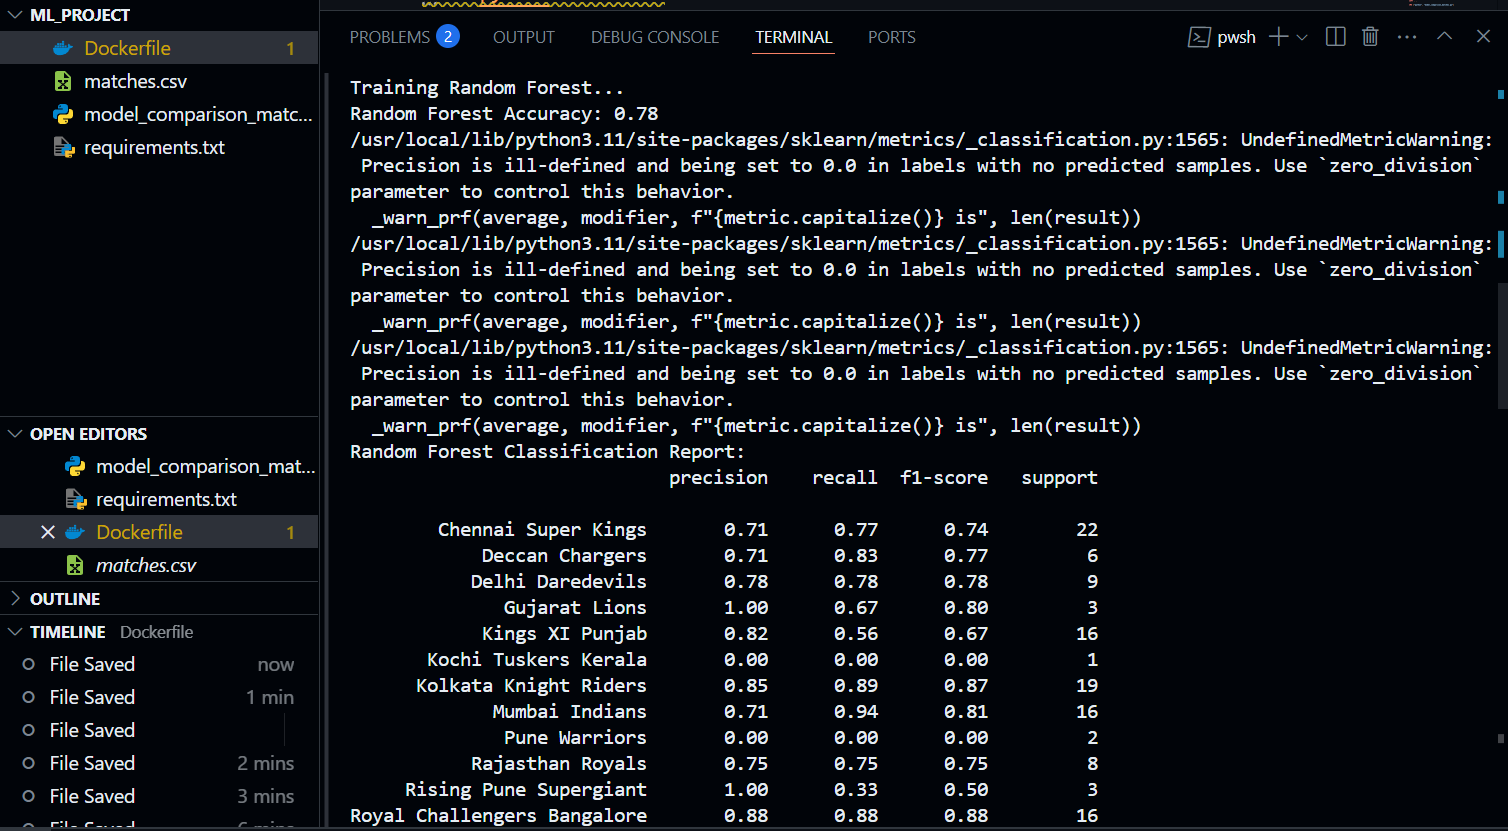 ML_PROJECT
Dockerfile 1
matches.csv
model_comparison_matc...
requirements.txt
OPEN EDITORS
model_comparison_mat...
requirements.txt
Dockerfile 1
matches.csv
OUTLINE
TIMELINE Dockerfile
File Saved now
File Saved 1 min
File Saved
File Saved 2 mins
File Saved 3 mins
File Saved 6 mins
PROBLEMS 2 OUTPUT DEBUG CONSOLE TERMINAL PORTS pwsh
Training Random Forest...
Random Forest Accuracy: 0.78
/usr/local/lib/python3.11/site-packages/sklearn/metrics/_classification.py:1565: UndefinedMetricWarning:
Precision is ill-defined and being set to 0.0 in labels with no predicted samples. Use `zero_division`
parameter to control this behavior.
_warn_prf(average, modifier, f"{metric.capitalize()} is", len(result))
/usr/local/lib/python3.11/site-packages/sklearn/metrics/_classification.py:1565: UndefinedMetricWarning:
Precision is ill-defined and being set to 0.0 in labels with no predicted samples. Use `zero_division`
parameter to control this behavior.
_warn_prf(average, modifier, f"{metric.capitalize()} is", len(result))
/usr/local/lib/python3.11/site-packages/sklearn/metrics/_classification.py:1565: UndefinedMetricWarning:
Precision is ill-defined and being set to 0.0 in labels with no predicted samples. Use `zero_division`
parameter to control this behavior.
_warn_prf(average, modifier, f"{metric.capitalize()} is", len(result))
Random Forest Classification Report:
precision recall f1-score support
Chennai Super Kings 0.71 0.77 0.74 22
Deccan Chargers 0.71 0.83 0.77 6
Delhi Daredevils 0.78 0.78 0.78 9
Gujarat Lions 1.00 0.67 0.80 3
Kings XI Punjab 0.82 0.56 0.67 16
Kochi Tuskers Kerala 0.00 0.00 0.00 1
Kolkata Knight Riders 0.85 0.89 0.87 19
Mumbai Indians 0.71 0.94 0.81 16
Pune Warriors 0.00 0.00 0.00 2
Rajasthan Royals 0.75 0.75 0.75 8
Rising Pune Supergiant 1.00 0.33 0.50 3
Royal Challengers Bangalore 0.88 0.88 0.88 16